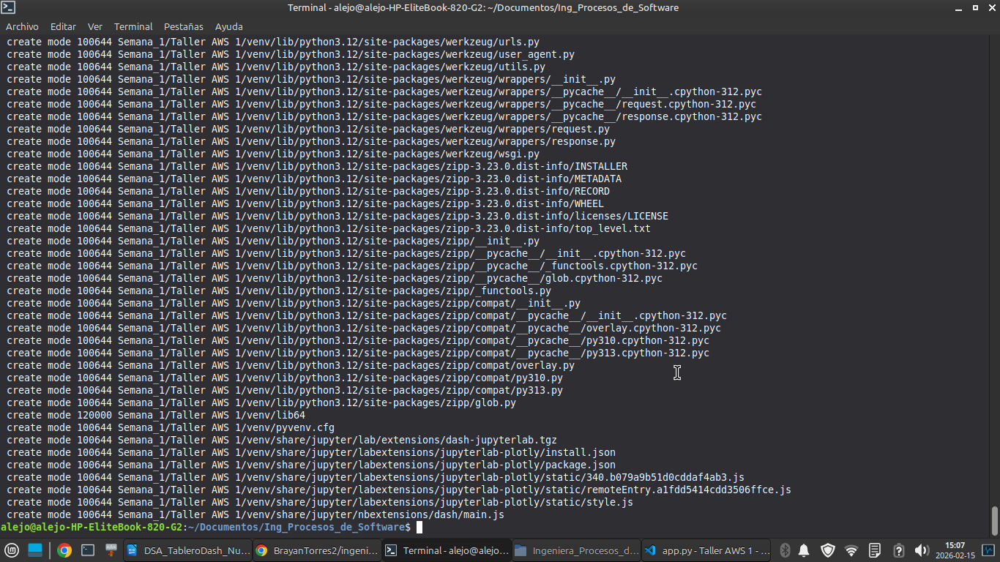 Terminal - alejo@alejo-HP-EliteBook-820-G2: ~/Documentos/Ing_Procesos_de_Software
Archivo Editar Ver Terminal Pestañas Ayuda
create mode 100644 Semana_1/Taller AWS 1/venv/lib/python3.12/site-packages/werkzeug/urls.py
create mode 100644 Semana_1/Taller AWS 1/venv/lib/python3.12/site-packages/werkzeug/user_agent.py
create mode 100644 Semana_1/Taller AWS 1/venv/lib/python3.12/site-packages/werkzeug/utils.py
create mode 100644 Semana_1/Taller AWS 1/venv/lib/python3.12/site-packages/werkzeug/wrappers/__init__.py
create mode 100644 Semana_1/Taller AWS 1/venv/lib/python3.12/site-packages/werkzeug/wrappers/__pycache__/__init__.cpython-312.pyc
create mode 100644 Semana_1/Taller AWS 1/venv/lib/python3.12/site-packages/werkzeug/wrappers/__pycache__/request.cpython-312.pyc
create mode 100644 Semana_1/Taller AWS 1/venv/lib/python3.12/site-packages/werkzeug/wrappers/__pycache__/response.cpython-312.pyc
create mode 100644 Semana_1/Taller AWS 1/venv/lib/python3.12/site-packages/werkzeug/wrappers/request.py
create mode 100644 Semana_1/Taller AWS 1/venv/lib/python3.12/site-packages/werkzeug/wrappers/response.py
create mode 100644 Semana_1/Taller AWS 1/venv/lib/python3.12/site-packages/werkzeug/wsgi.py
create mode 100644 Semana_1/Taller AWS 1/venv/lib/python3.12/site-packages/zipp-3.23.0.dist-info/INSTALLER
create mode 100644 Semana_1/Taller AWS 1/venv/lib/python3.12/site-packages/zipp-3.23.0.dist-info/METADATA
create mode 100644 Semana_1/Taller AWS 1/venv/lib/python3.12/site-packages/zipp-3.23.0.dist-info/RECORD
create mode 100644 Semana_1/Taller AWS 1/venv/lib/python3.12/site-packages/zipp-3.23.0.dist-info/WHEEL
create mode 100644 Semana_1/Taller AWS 1/venv/lib/python3.12/site-packages/zipp-3.23.0.dist-info/licenses/LICENSE
create mode 100644 Semana_1/Taller AWS 1/venv/lib/python3.12/site-packages/zipp-3.23.0.dist-info/top_level.txt
create mode 100644 Semana_1/Taller AWS 1/venv/lib/python3.12/site-packages/zipp/__init__.py
create mode 100644 Semana_1/Taller AWS 1/venv/lib/python3.12/site-packages/zipp/__pycache__/__init__.cpython-312.pyc
create mode 100644 Semana_1/Taller AWS 1/venv/lib/python3.12/site-packages/zipp/__pycache__/_functools.cpython-312.pyc
create mode 100644 Semana_1/Taller AWS 1/venv/lib/python3.12/site-packages/zipp/__pycache__/glob.cpython-312.pyc
create mode 100644 Semana_1/Taller AWS 1/venv/lib/python3.12/site-packages/zipp/_functools.py
create mode 100644 Semana_1/Taller AWS 1/venv/lib/python3.12/site-packages/zipp/compat/__init__.py
create mode 100644 Semana_1/Taller AWS 1/venv/lib/python3.12/site-packages/zipp/compat/__pycache__/__init__.cpython-312.pyc
create mode 100644 Semana_1/Taller AWS 1/venv/lib/python3.12/site-packages/zipp/compat/__pycache__/overlay.cpython-312.pyc
create mode 100644 Semana_1/Taller AWS 1/venv/lib/python3.12/site-packages/zipp/compat/__pycache__/py310.cpython-312.pyc
create mode 100644 Semana_1/Taller AWS 1/venv/lib/python3.12/site-packages/zipp/compat/__pycache__/py313.cpython-312.pyc
create mode 100644 Semana_1/Taller AWS 1/venv/lib/python3.12/site-packages/zipp/compat/overlay.py
create mode 100644 Semana_1/Taller AWS 1/venv/lib/python3.12/site-packages/zipp/compat/py310.py
create mode 100644 Semana_1/Taller AWS 1/venv/lib/python3.12/site-packages/zipp/compat/py313.py
create mode 100644 Semana_1/Taller AWS 1/venv/lib/python3.12/site-packages/zipp/glob.py
create mode 120000 Semana_1/Taller AWS 1/venv/lib64
create mode 100644 Semana_1/Taller AWS 1/venv/pyvenv.cfg
create mode 100644 Semana_1/Taller AWS 1/venv/share/jupyter/lab/extensions/dash-jupyterlab.tgz
create mode 100644 Semana_1/Taller AWS 1/venv/share/jupyter/labextensions/jupyterlab-plotly/install.json
create mode 100644 Semana_1/Taller AWS 1/venv/share/jupyter/labextensions/jupyterlab-plotly/package.json
create mode 100644 Semana_1/Taller AWS 1/venv/share/jupyter/labextensions/jupyterlab-plotly/static/340.b079a9b51d0cddaf4ab3.js
create mode 100644 Semana_1/Taller AWS 1/venv/share/jupyter/labextensions/jupyterlab-plotly/static/remoteEntry.a1fdd5414cdd3506ffce.js
create mode 100644 Semana_1/Taller AWS 1/venv/share/jupyter/labextensions/jupyterlab-plotly/static/style.js
create mode 100644 Semana_1/Taller AWS 1/venv/share/jupyter/nbextensions/dash/main.js
alejo@alejo-HP-EliteBook-820-G2:~/Documentos/Ing_Procesos_de_Software$
DSA_TableroDash_Nu... BrayanTorres2/ingeni... Terminal - alejo@alejo... Ingeniera_Procesos_d... app.py - Taller AWS 1 - ... 15:07
2026-02-15